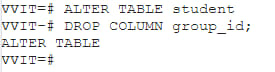 VVIT=# ALTER TABLE student
VVIT-# DROP COLUMN group_id;
ALTER TABLE
VVIT=#